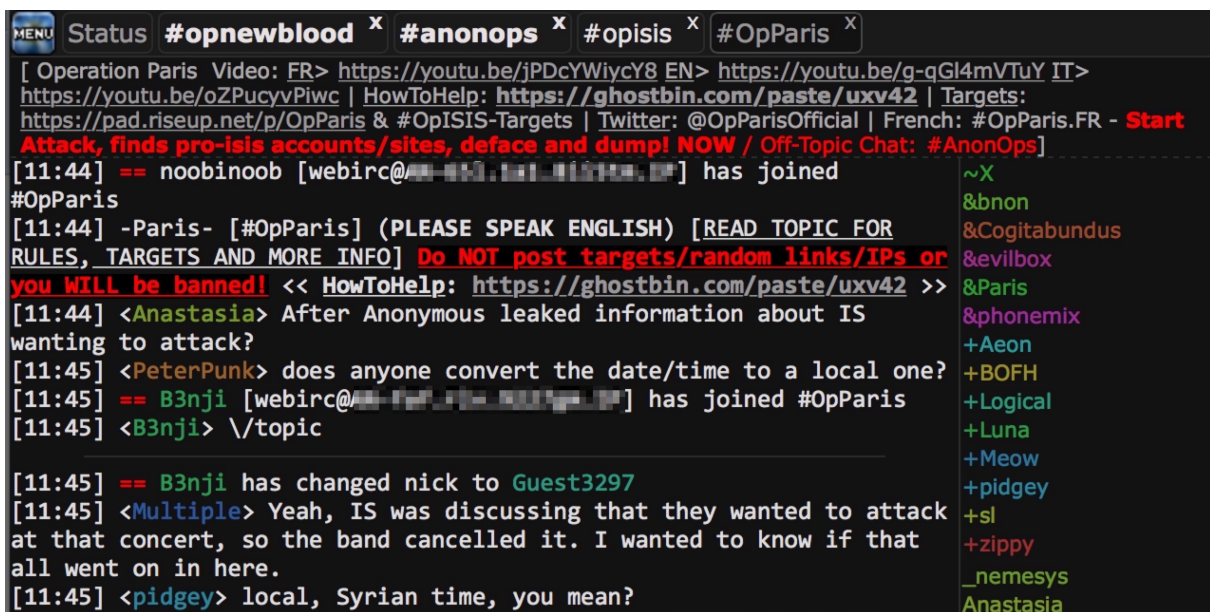 MENU Status #opnewblood x #anonops x #opisis x #OpParis x
[ Operation Paris Video: FR> https://youtu.be/jPDcYWiycY8 EN> https://youtu.be/g-qGl4mVTuY IT>
https://youtu.be/oZPucyvPiwc | HowToHelp: https://ghostbin.com/paste/uxv42 | Targets:
https://pad.riseup.net/p/OpParis & #OpISIS-Targets | Twitter: @OpParisOfficial | French: #OpParis.FR - Start
Attack, finds pro-isis accounts/sites, deface and dump! NOW / Off-Topic Chat: #AnonOps]
[11:44] == noobinoob [webirc@ ] has joined
#OpParis
[11:44] -Paris- [#OpParis] (PLEASE SPEAK ENGLISH) [READ TOPIC FOR
RULES, TARGETS AND MORE INFO] Do NOT post targets/random links/IPs or
you WILL be banned! << HowToHelp: https://ghostbin.com/paste/uxv42 >>
[11:44] <Anastasia> After Anonymous leaked information about IS
wanting to attack?
[11:45] <PeterPunk> does anyone convert the date/time to a local one?
[11:45] == B3nji [webirc@ ] has joined #OpParis
[11:45] <B3nji> \/topic
[11:45] == B3nji has changed nick to Guest3297
[11:45] <Multiple> Yeah, IS was discussing that they wanted to attack
at that concert, so the band cancelled it. I wanted to know if that
all went on in here.
[11:45] <pidgey> local, Syrian time, you mean?
~X
&bnon
&Cogitabundus
&evilbox
&Paris
&phonemix
+Aeon
+BOFH
+Logical
+Luna
+Meow
+pidgey
+sl
+zippy
_nemesys
Anastasia